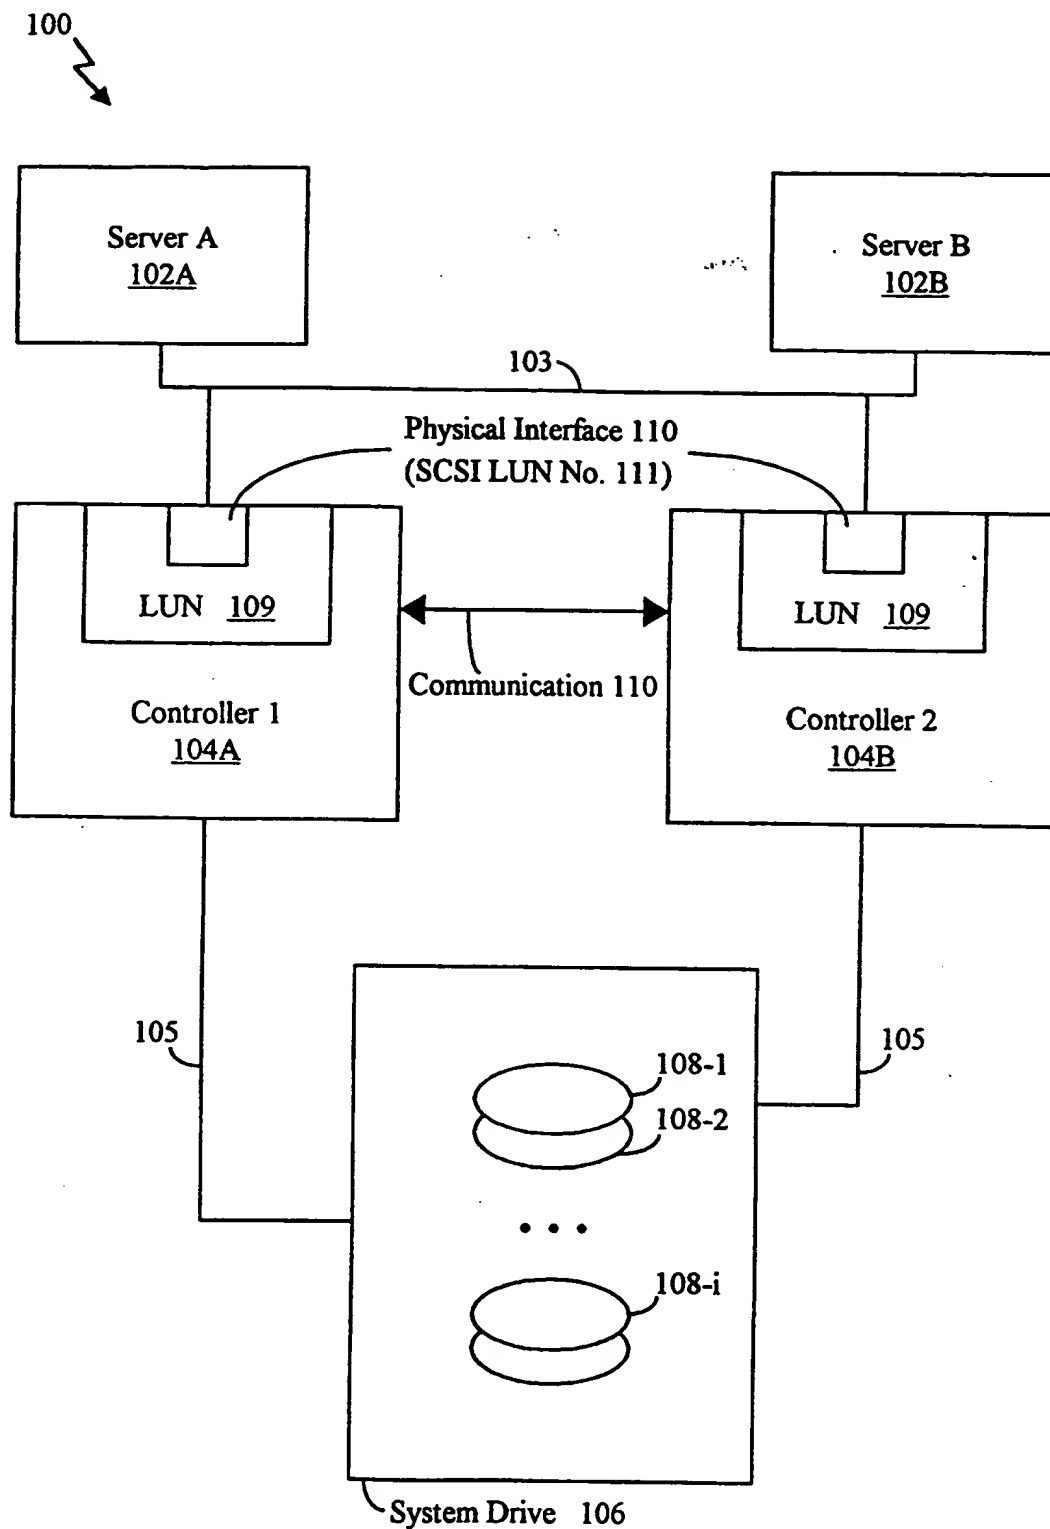 100
Server A
102A
Server B
102B
103
Physical Interface 110
(SCSI LUN No. 111)
LUN 109
LUN 109
Communication 110
Controller 1
104A
Controller 2
104B
105
105
108-1
108-2
• • •
108-i
System Drive 106